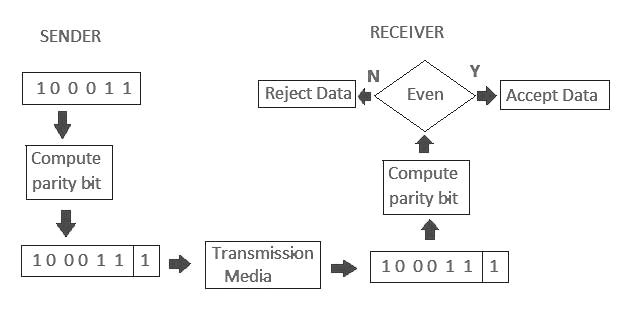 SENDER
1 0 0 0 1 1
Compute
parity bit
1 0 0 0 1 1 1
Transmission
Media
RECEIVER
N
Y
Reject Data
Even
Accept Data
Compute
parity bit
1 0 0 0 1 1 1